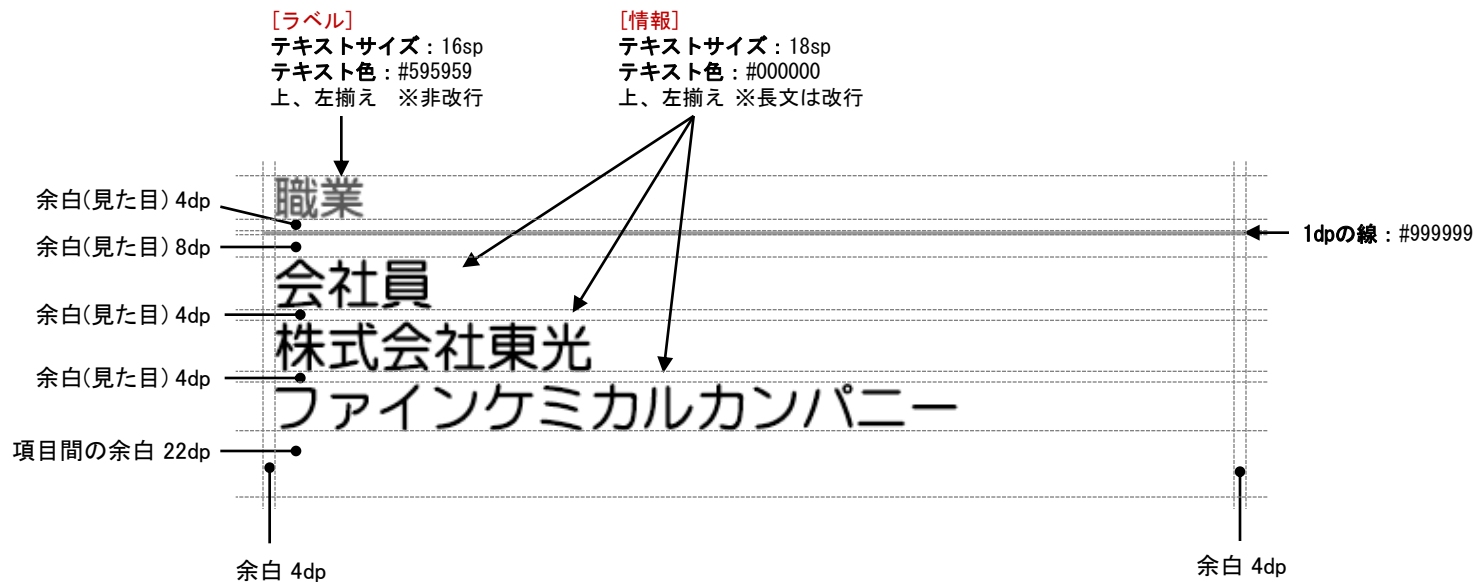 [ラベル]
テキストサイズ：16sp
テキスト色：#595959
上、左揃え　※非改行
[情報]
テキストサイズ：18sp
テキスト色：#000000
上、左揃え ※長文は改行
余白(見た目) 4dp
職業
1dpの線：#999999
余白(見た目) 8dp
会社員
余白(見た目) 4dp
株式会社東光
余白(見た目) 4dp
ファインケミカルカンパニー
項目間の余白 22dp
余白 4dp
余白 4dp